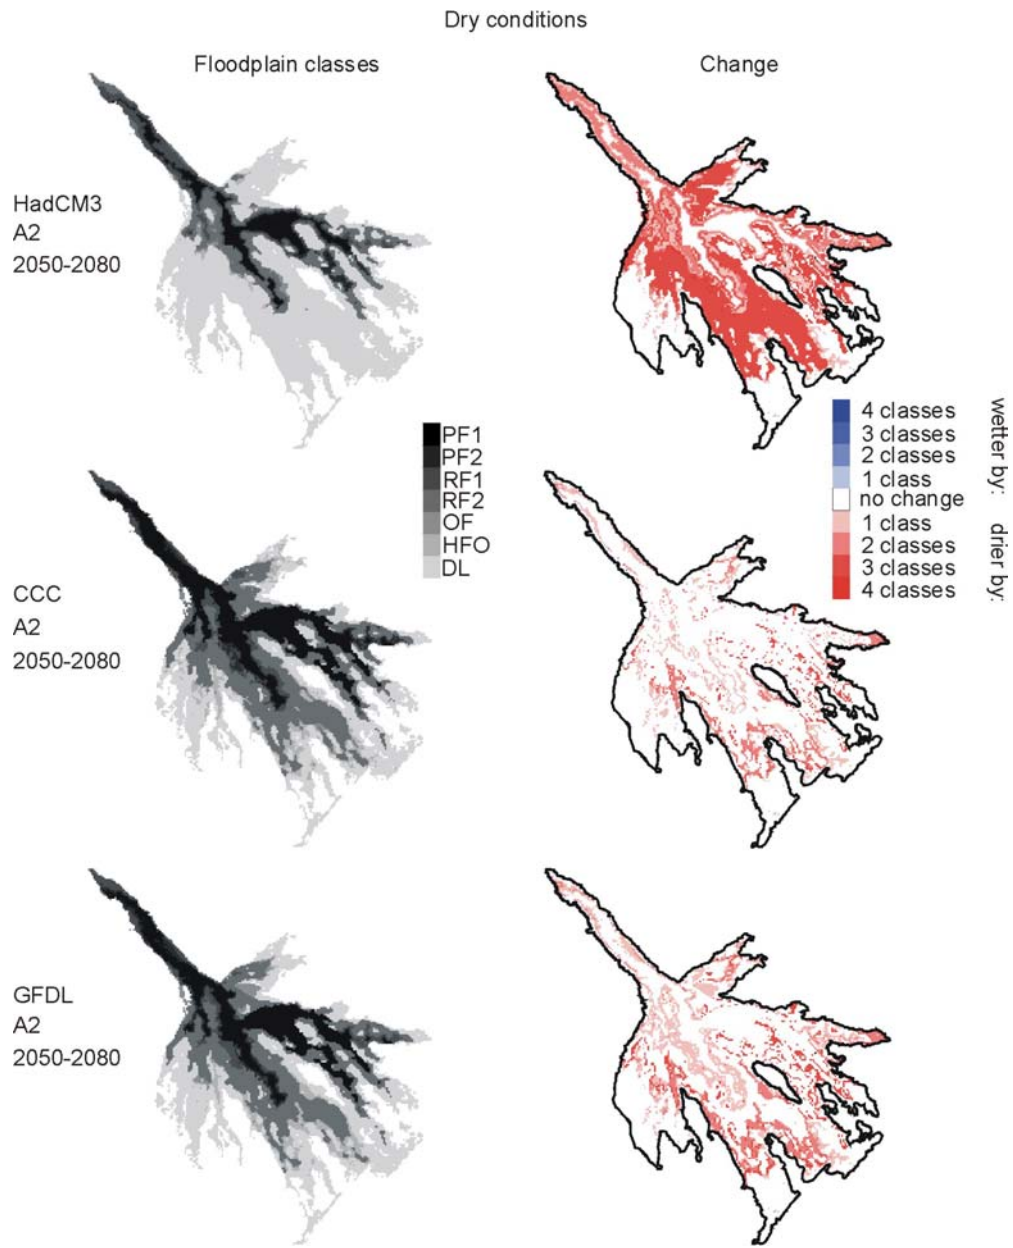 Dry conditions
Floodplain classes
Change
HadCM3
A2
2050-2080
PF1
PF2
RF1
RF2
OF
HFO
DL
4 classes
3 classes
2 classes
1 class
no change
1 class
2 classes
3 classes
4 classes
wetter by:
drier by:
CCC
A2
2050-2080
GFDL
A2
2050-2080